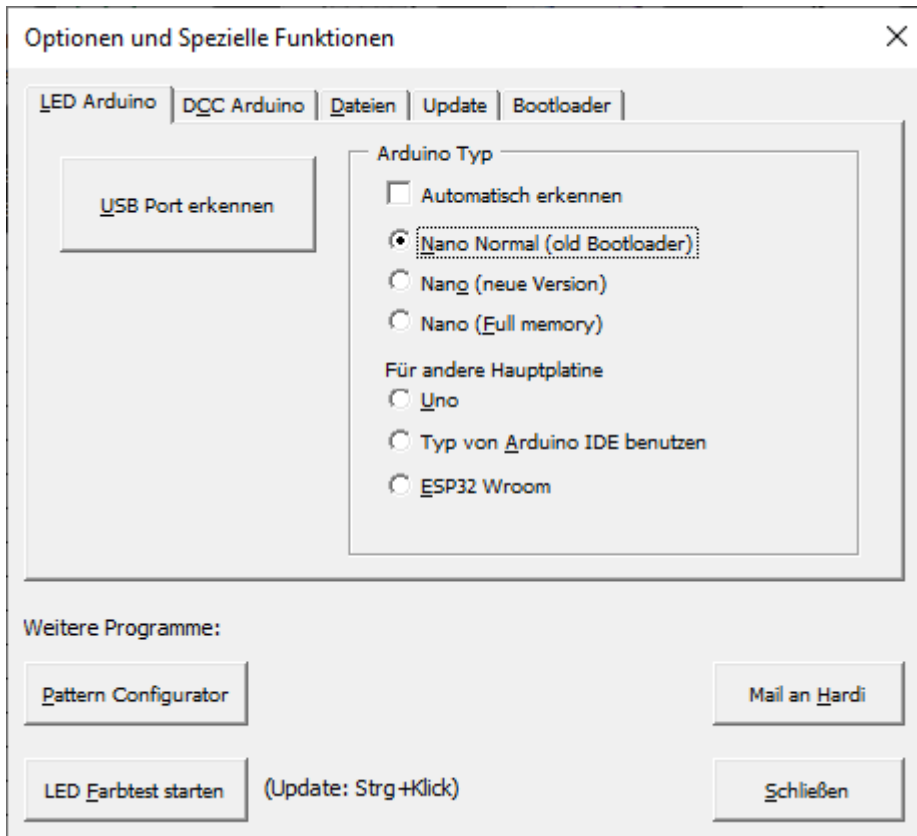 Optionen und Spezielle Funktionen
LED Arduino
DCC Arduino
Dateien
Update
Bootloader
USB Port erkennen
Arduino Typ
Automatisch erkennen
Nano Normal (old Bootloader)
Nano (neue Version)
Nano (Full memory)
Für andere Hauptplatine
Uno
Typ von Arduino IDE benutzen
ESP32 Wroom
Weitere Programme:
Pattern Configurator
Mail an Hardi
LED Farbtest starten
(Update: Strg+Klick)
Schließen